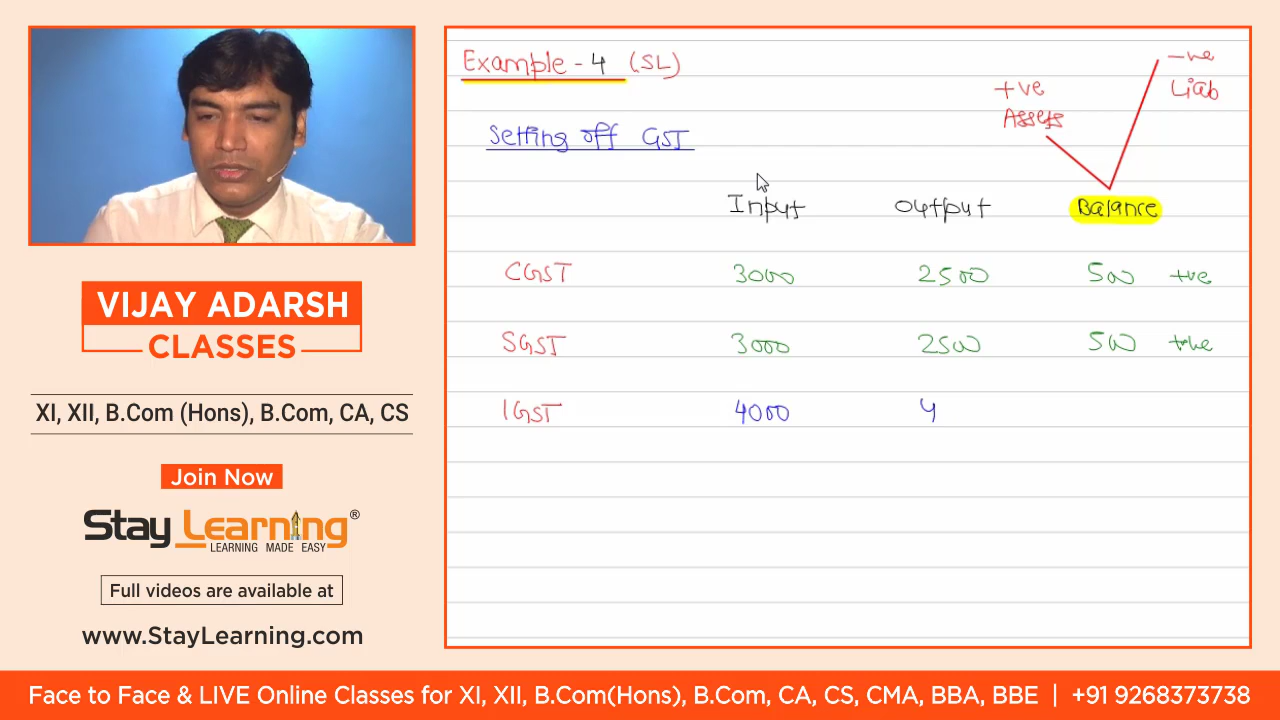 VIJAY ADARSH
CLASSES
XI, XII, B.Com (Hons), B.Com, CA, CS
Join Now
Stay Learning®
LEARNING MADE EASY
Full videos are available at
www.StayLearning.com
Example - 4 (SL)
-ve
Liab
+ve
Assets
Setting off GST
Input Output Balance
CGST 3000 2500 500 +ve
SGST 3000 2500 500 +ve
IGST 4000 4
Face to Face & LIVE Online Classes for XI, XII, B.Com(Hons), B.Com, CA, CS, CMA, BBA, BBE | +91 9268373738